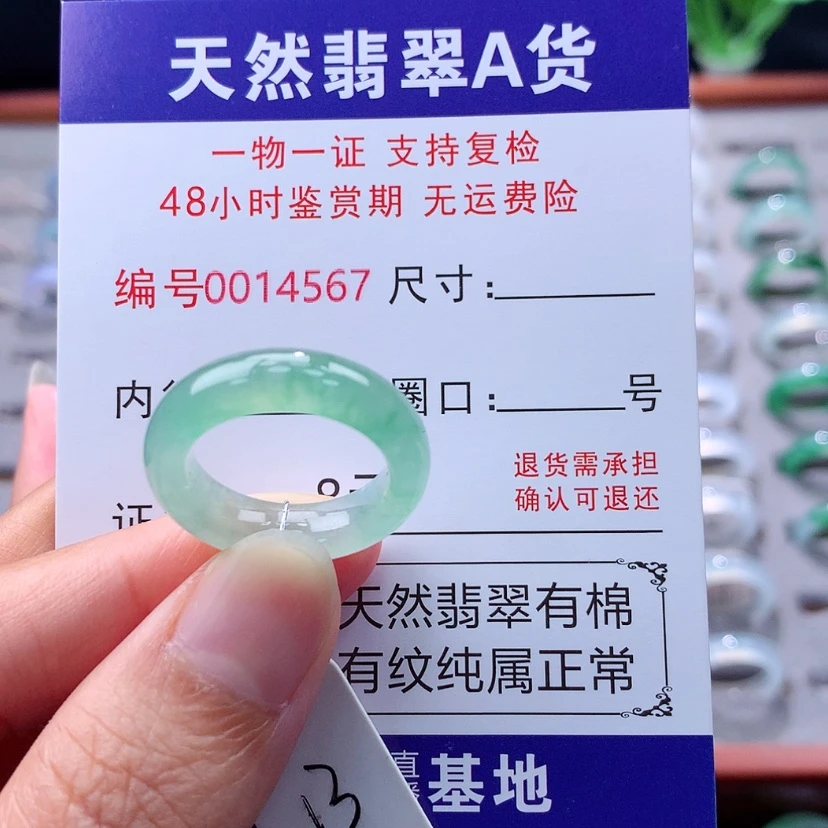 天然翡翠A货
一物一证 支持复检
48小时鉴赏期 无运费险
编号0014567 尺寸:
内 圈口: 号
退货需承担
证
确认可退还
天然翡翠有棉
有纹纯属正常
基地
13